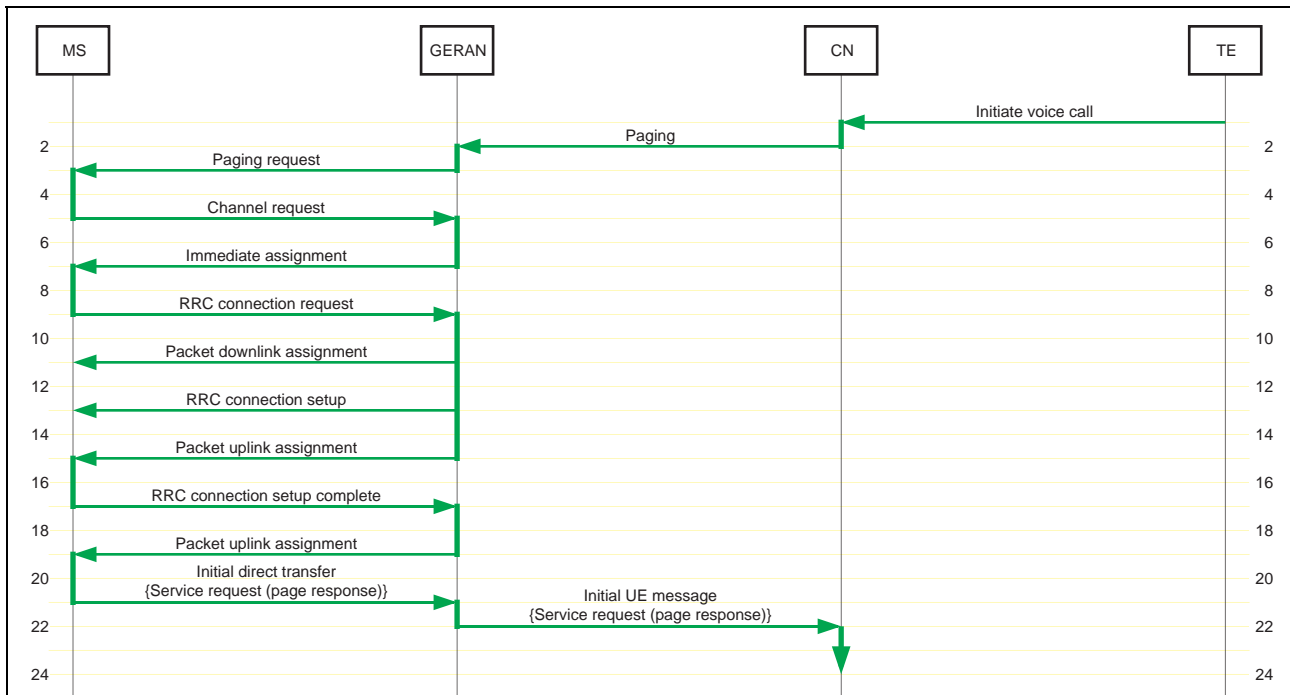 MS GERAN CN TE
Initiate voice call
2 Paging 2
Paging request
4 4
Channel request
6 6
Immediate assignment
8 8
RRC connection request
10 10
Packet downlink assignment
12 12
RRC connection setup
14 14
Packet uplink assignment
16 16
RRC connection setup complete
18 18
Packet uplink assignment
Initial direct transfer
20 20
{Service request (page response)}
Initial UE message
{Service request (page response)}
22 22
24 24